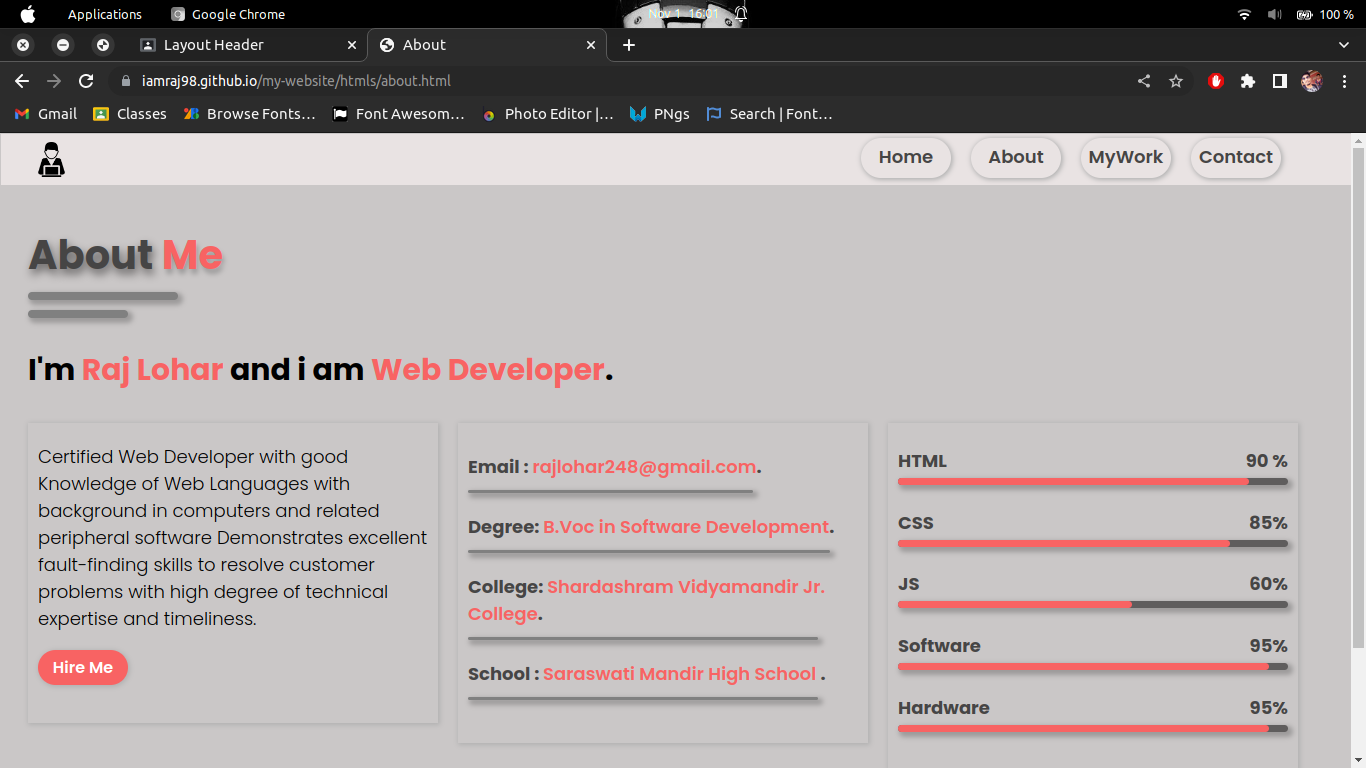 Applications Google Chrome Nov 1 16:01 100 %
Layout Header About
iamraj98.github.io/my-website/htmls/about.html
Gmail Classes Browse Fonts... Font Awesom... Photo Editor |... PNgs Search | Font...
Home About MyWork Contact
About Me
I'm Raj Lohar and i am Web Developer.
Certified Web Developer with good
Knowledge of Web Languages with
background in computers and related
peripheral software Demonstrates excellent
fault-finding skills to resolve customer
problems with high degree of technical
expertise and timeliness.
Hire Me
Email : rajlohar248@gmail.com.
Degree: B.Voc in Software Development.
College: Shardashram Vidyamandir Jr.
College.
School : Saraswati Mandir High School .
HTML 90 %
CSS 85%
JS 60%
Software 95%
Hardware 95%